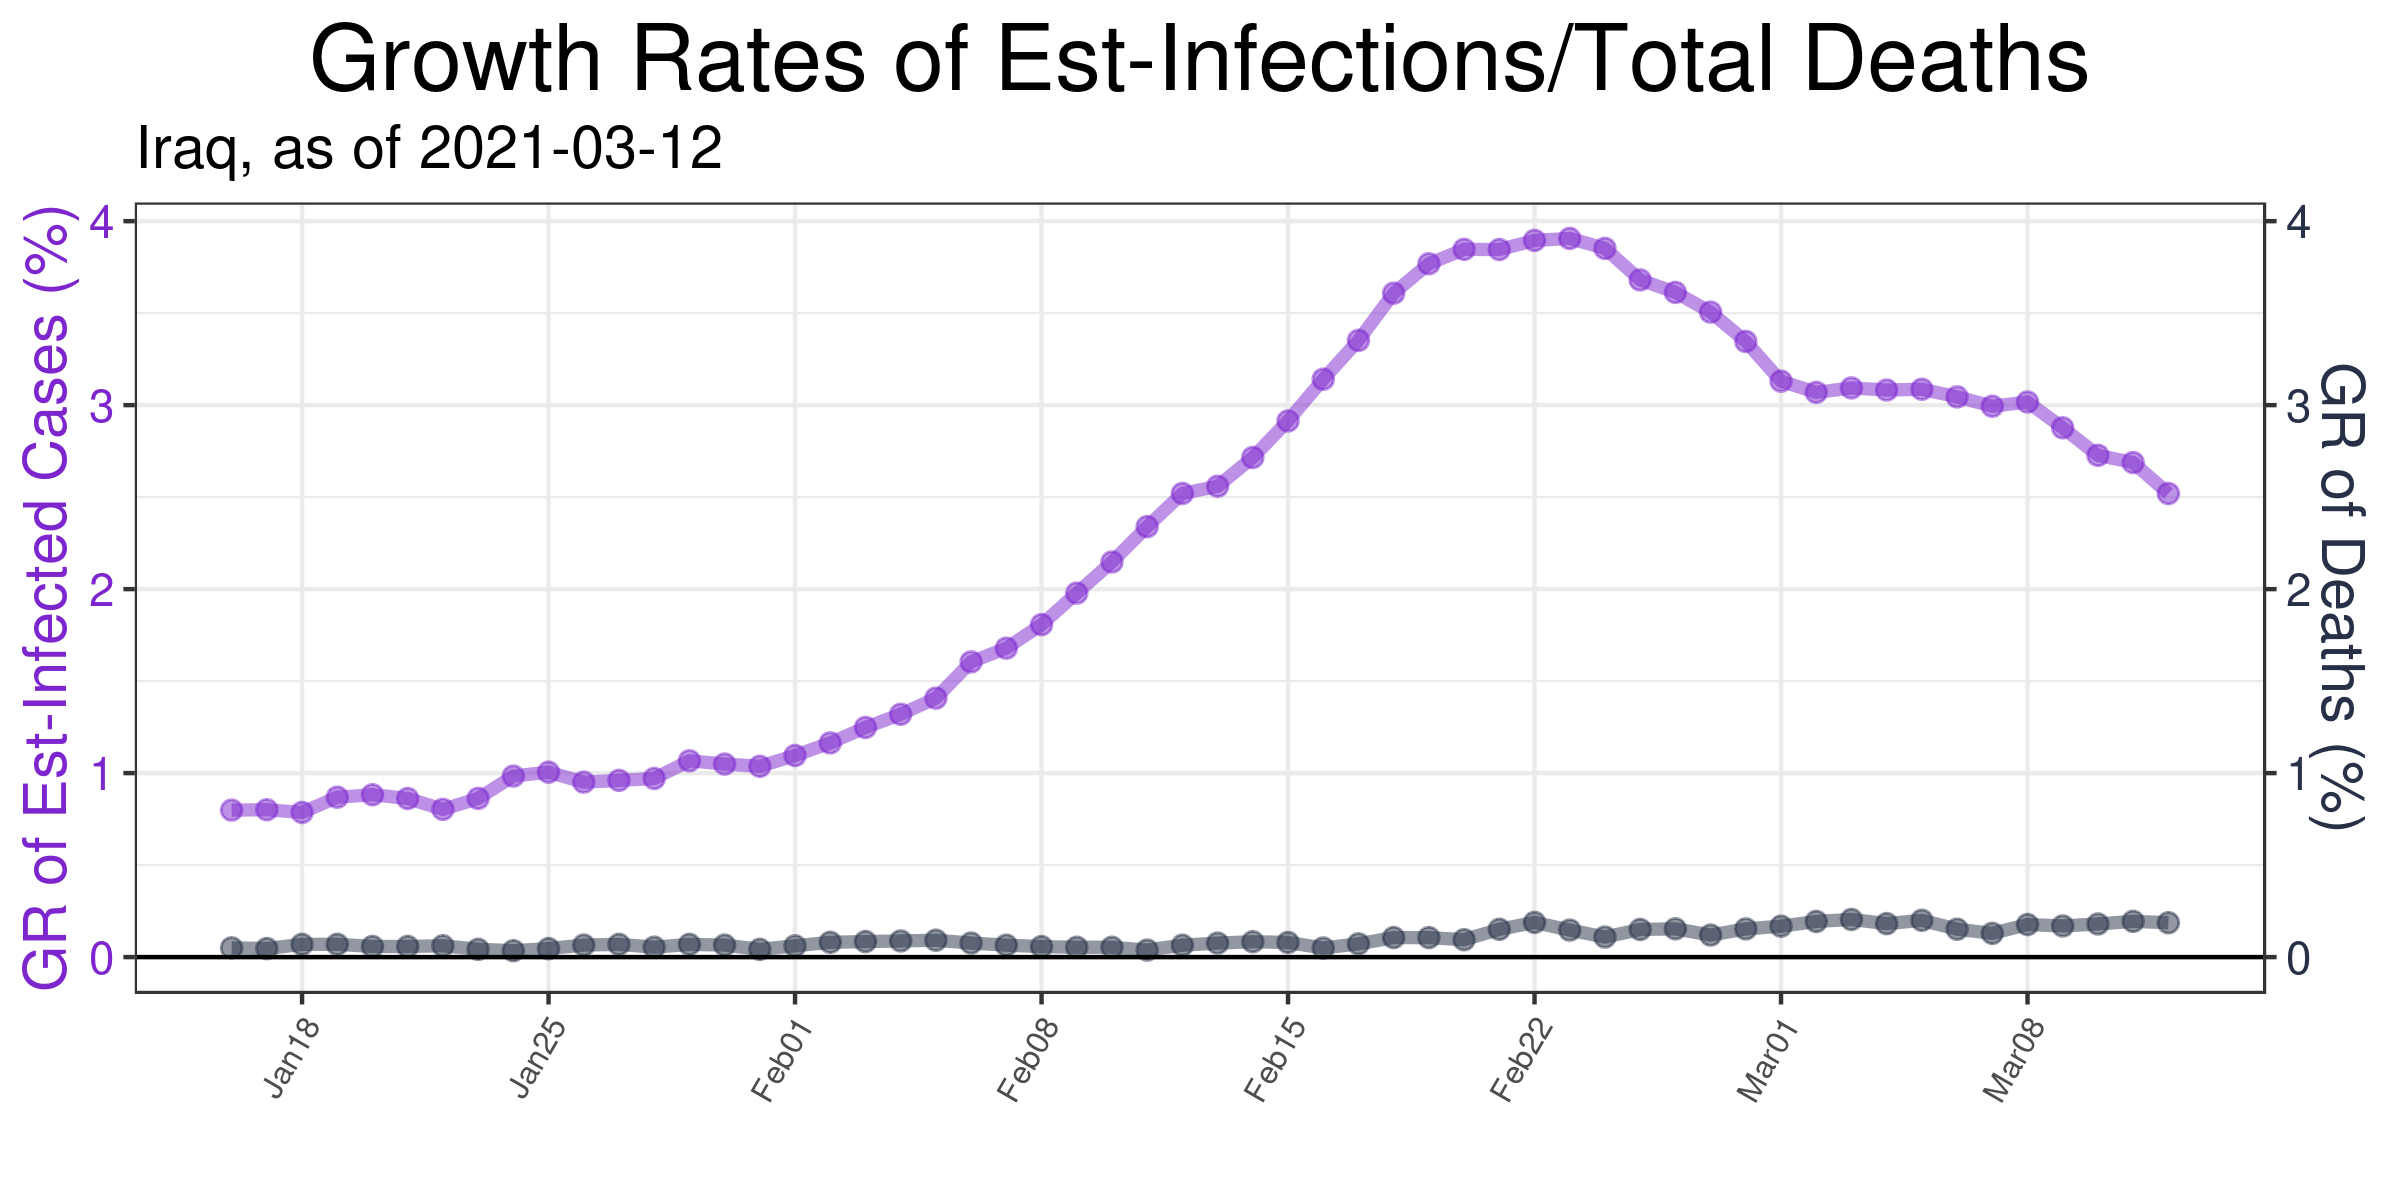 Growth Rates of Est-Infections/Total Deaths
Iraq, as of 2021-03-12
GR of Est-Infected Cases (%)
4
3
2
1
0
4
3
2
1
0
GR of Deaths (%)
Jan18
Jan25
Feb01
Feb08
Feb15
Feb22
Mar01
Mar08